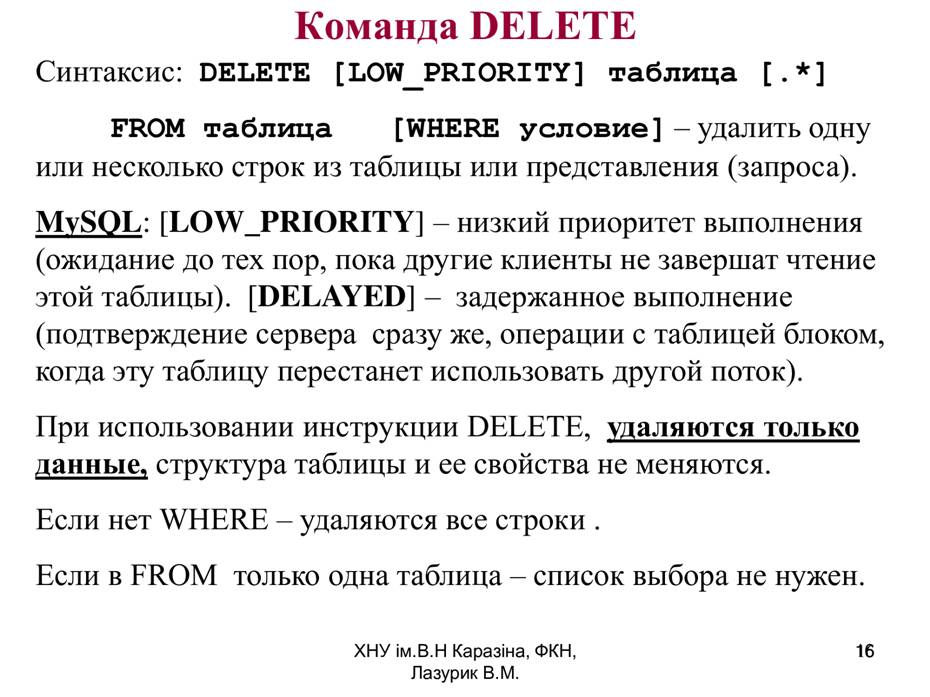 Команда DELETE
Синтаксис: DELETE [LOW_PRIORITY] таблица [.*]
FROM таблица [WHERE условие] – удалить одну
или несколько строк из таблицы или представления (запроса).
MySQL: [LOW_PRIORITY] – низкий приоритет выполнения
(ожидание до тех пор, пока другие клиенты не завершат чтение
этой таблицы). [DELAYED] – задержанное выполнение
(подтверждение сервера сразу же, операции с таблицей блоком,
когда эту таблицу перестанет использовать другой поток).
При использовании инструкции DELETE, удаляются только
данные, структура таблицы и ее свойства не меняются.
Если нет WHERE – удаляются все строки .
Если в FROM только одна таблица – список выбора не нужен.
ХНУ ім.В.Н Каразіна, ФКН,
Лазурик В.М.
16